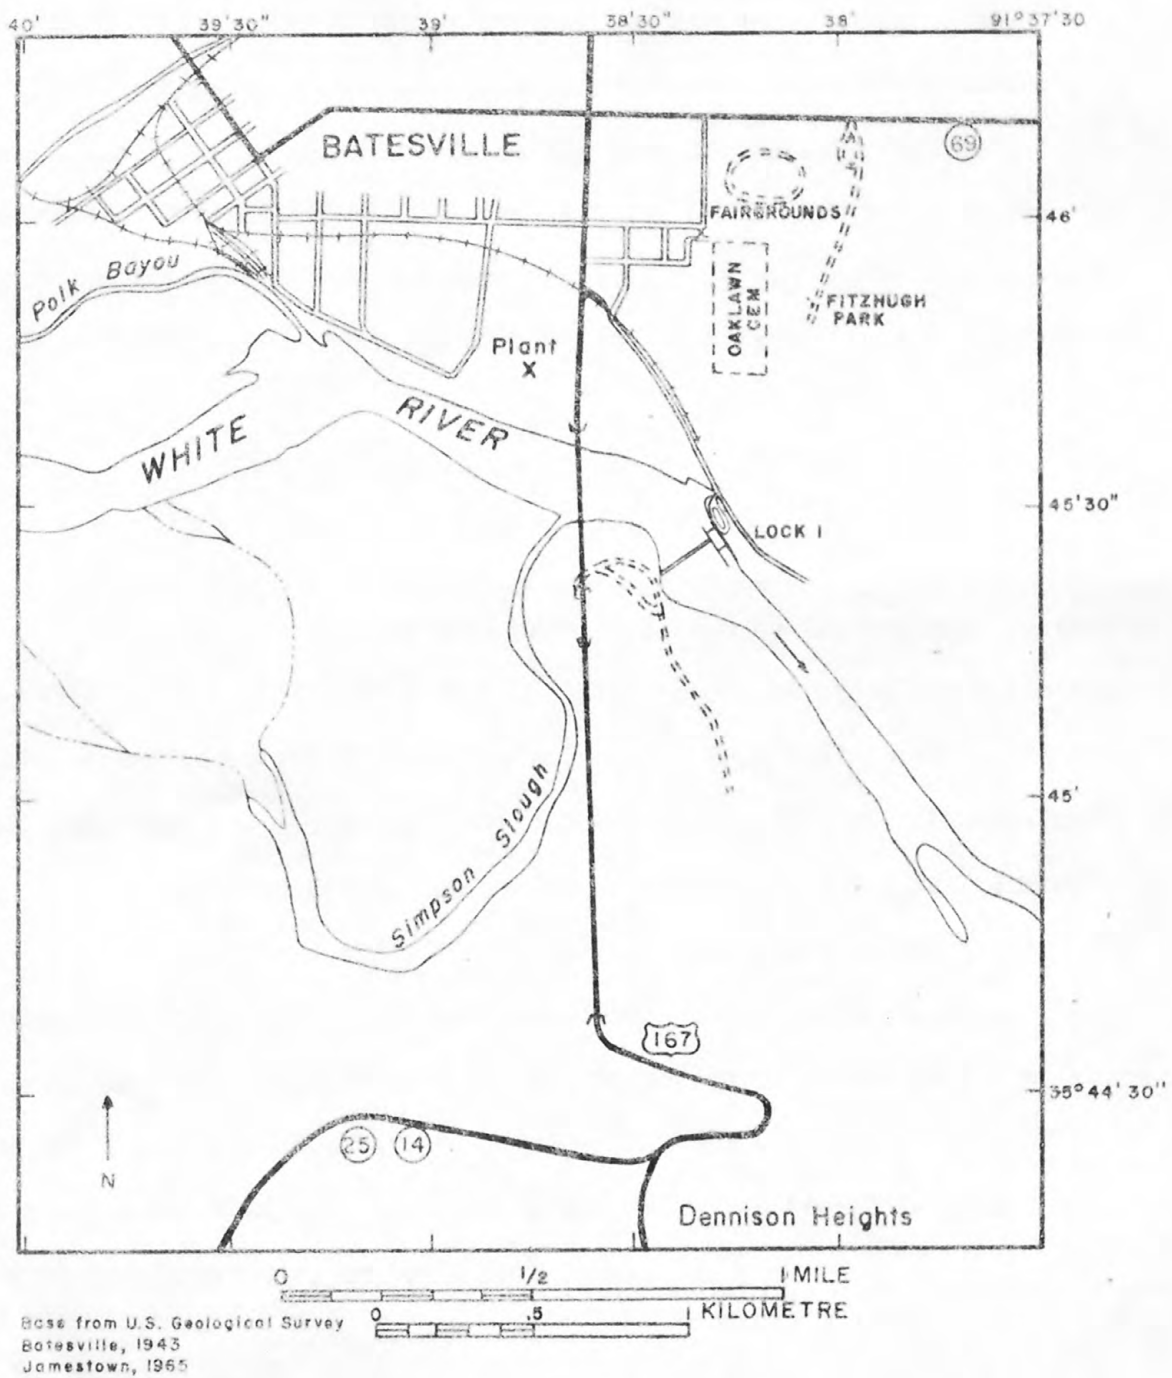 40' 39'30" 39' 38'30" 38' 91°37'30"
BATESVILLE
69
FAIRGROUNDS
46'
Polk Bayou
OAKLAWN
CEM
FITZHUGH
PARK
Plant
X
WHITE RIVER
45'30"
LOCK 1
45'
Simpson Slough
167
35°44'30"
25 14
N
Dennison Heights
0 1/2 1 MILE
0 .5 1 KILOMETRE
Base from U.S. Geological Survey
Batesville, 1943
Jamestown, 1965